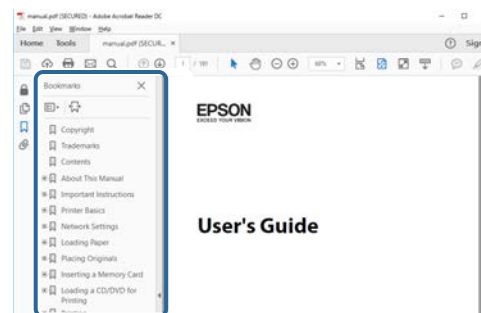 manual.pdf (SECURED) - Adobe Acrobat Reader DC
File Edit View Window Help
Home Tools manual.pdf (SECUR... ×
Sign
1 / 191
Bookmarks
Copyright
Trademarks
Contents
About This Manual
Important Instructions
Printer Basics
Network Settings
Loading Paper
Placing Originals
Inserting a Memory Card
Loading a CD/DVD for
Printing
EPSON
EXCEED YOUR VISION
User's Guide